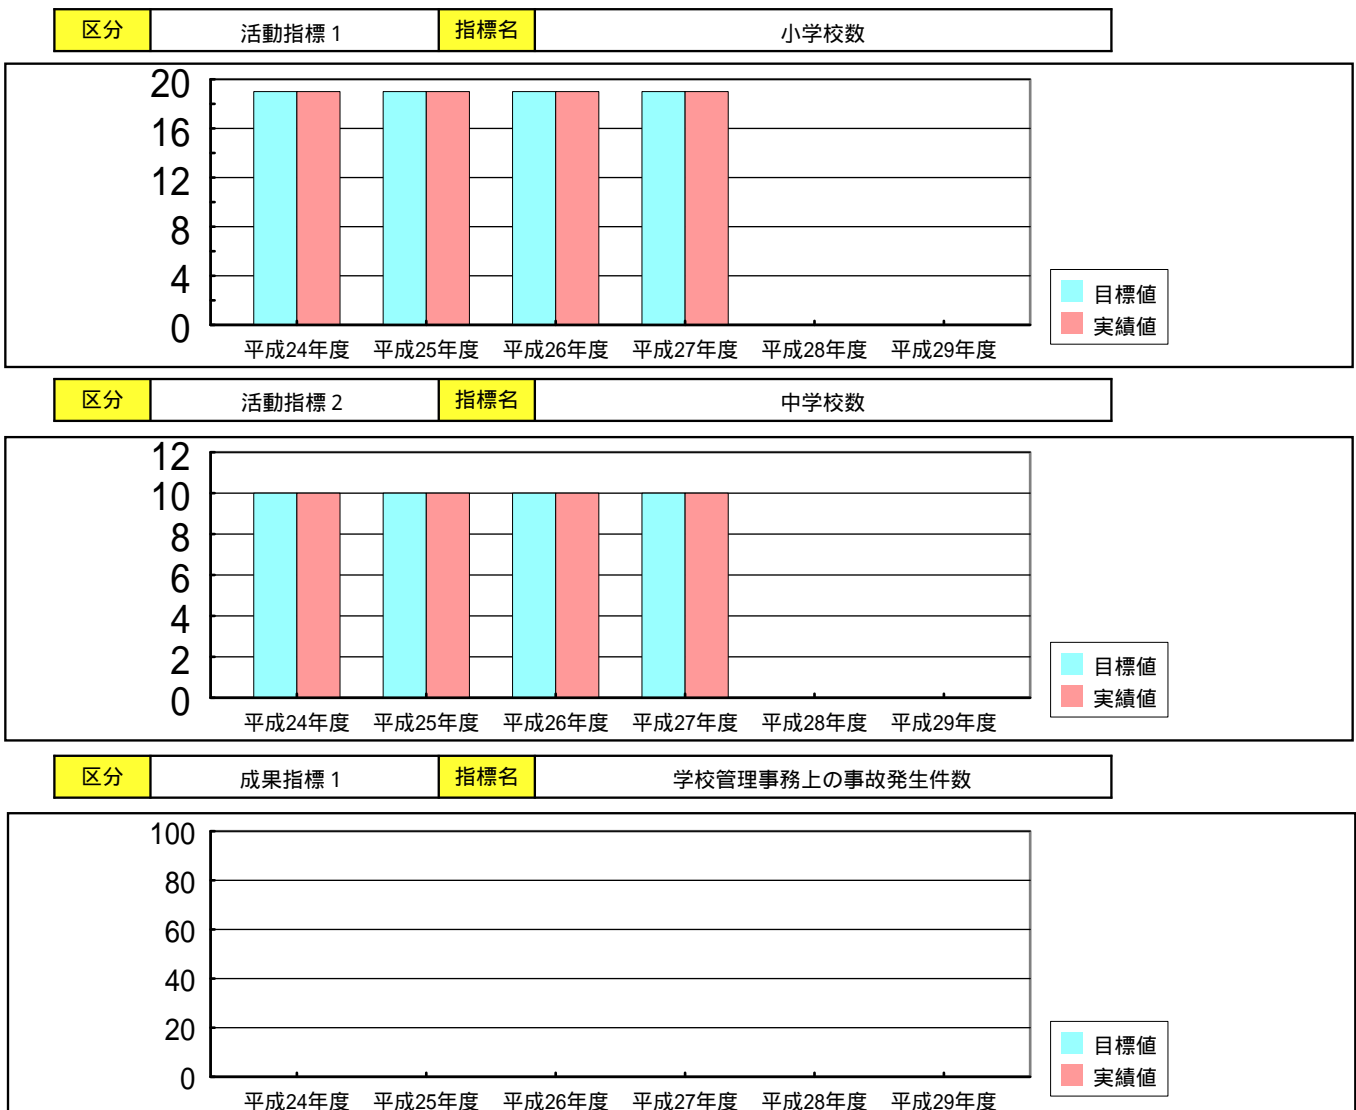 区分 活動指標1 指標名 小学校数
20
16
12
8
4
0
平成24年度 平成25年度 平成26年度 平成27年度 平成28年度 平成29年度
目標値
実績値
区分 活動指標2 指標名 中学校数
12
10
8
6
4
2
0
平成24年度 平成25年度 平成26年度 平成27年度 平成28年度 平成29年度
目標値
実績値
区分 成果指標1 指標名 学校管理事務上の事故発生件数
100
80
60
40
20
0
平成24年度 平成25年度 平成26年度 平成27年度 平成28年度 平成29年度
目標値
実績値